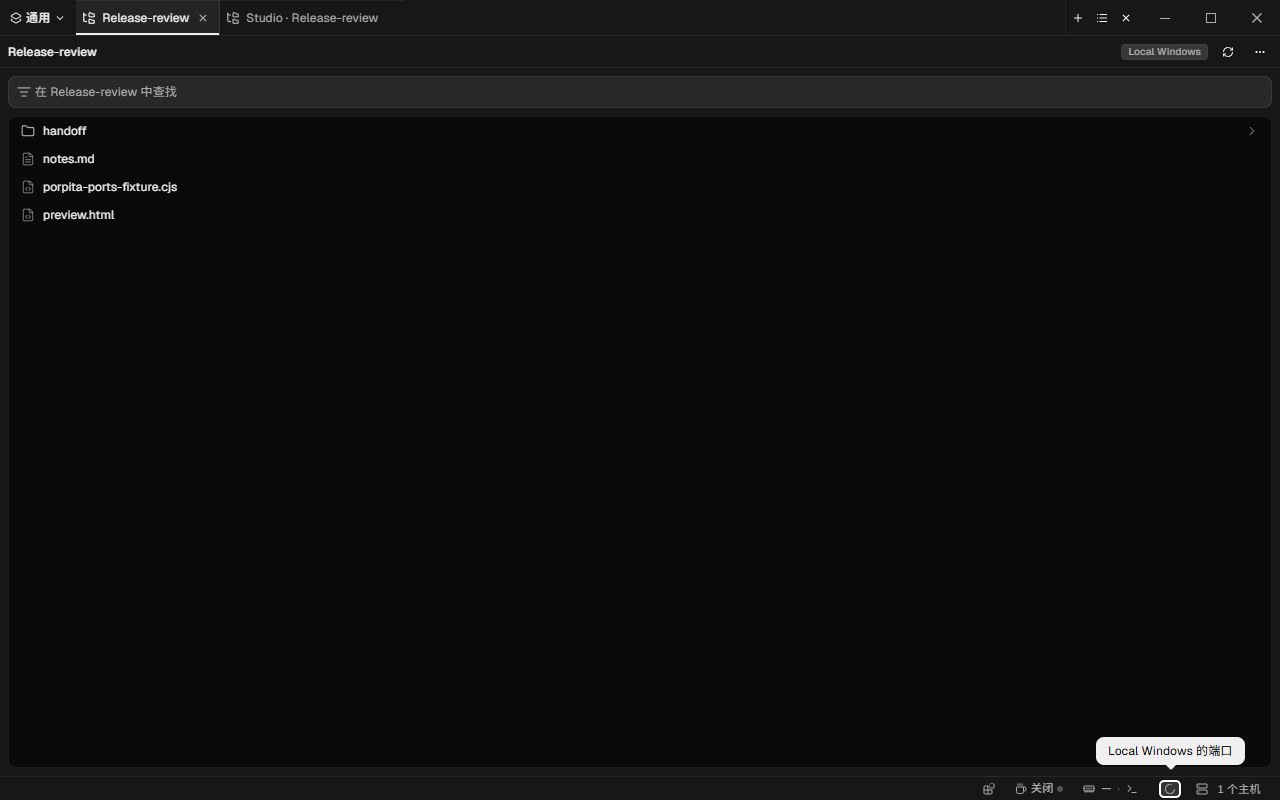 通用
Release-review
Studio · Release-review
Release-review
Local Windows
在 Release-review 中查找
handoff
notes.md
porpita-ports-fixture.cjs
preview.html
Local Windows 的端口
关闭
— ·
1 个主机